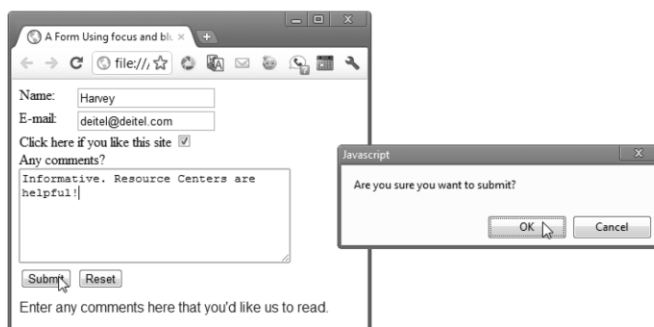 A Form Using focus and blu
file:///
Name: Harvey
E-mail: deitel@deitel.com
Click here if you like this site
Any comments?
Informative. Resource Centers are
helpful!
Submit Reset
Enter any comments here that you'd like us to read.
Javascript
Are you sure you want to submit?
OK Cancel